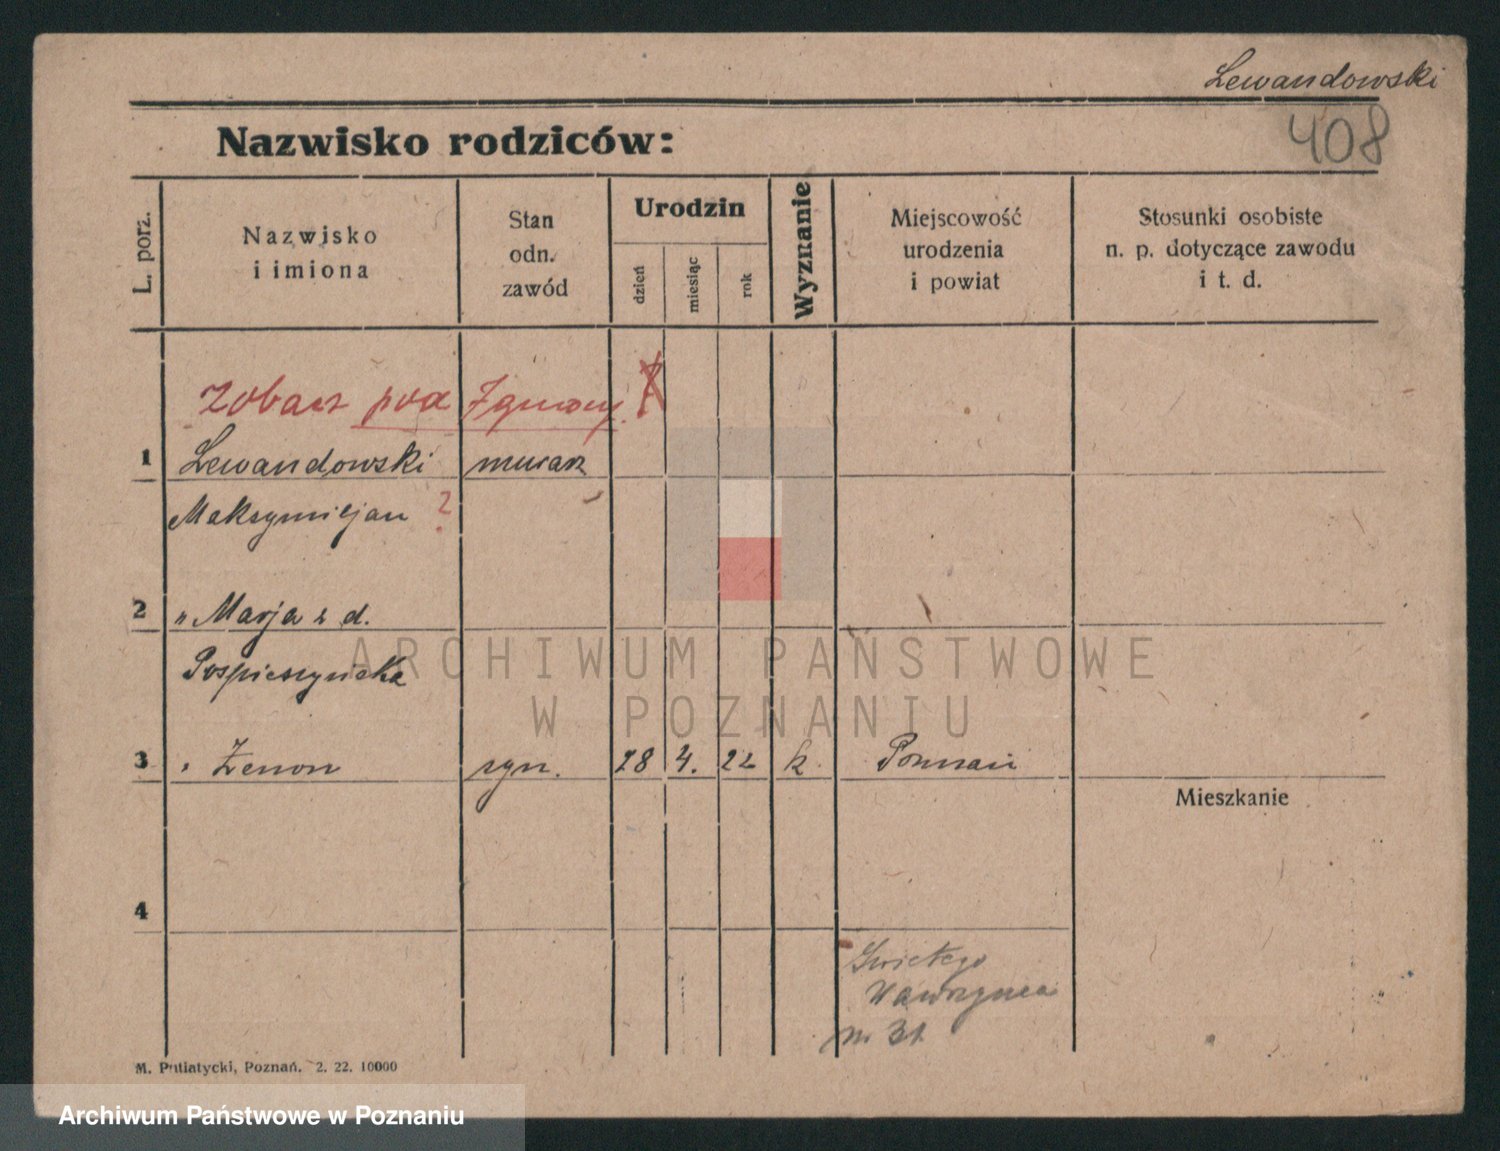 Lewandowski
408
Nazwisko rodziców:
L. porz.
Nazwisko
i imiona
Stan
odn.
zawód
Urodzin
dzień
miesiąc
rok
Wyznanie
Miejscowość
urodzenia
i powiat
Stosunki osobiste
n. p. dotyczące zawodu
i t. d.
Zobacz pod
1 Lewandowski murarz
Maksymiljan ?
2 " Marja z d.
3 " Zenon syn. 28 4. 22 k Poznań
Mieszkanie
4
Świętego
Wawrzyńca
nr 31
M. Putiatycki, Poznań. 2. 22. 10000
ARCHIWUM PAŃSTWOWE
W POZNANIU
Archiwum Państwowe w Poznaniu